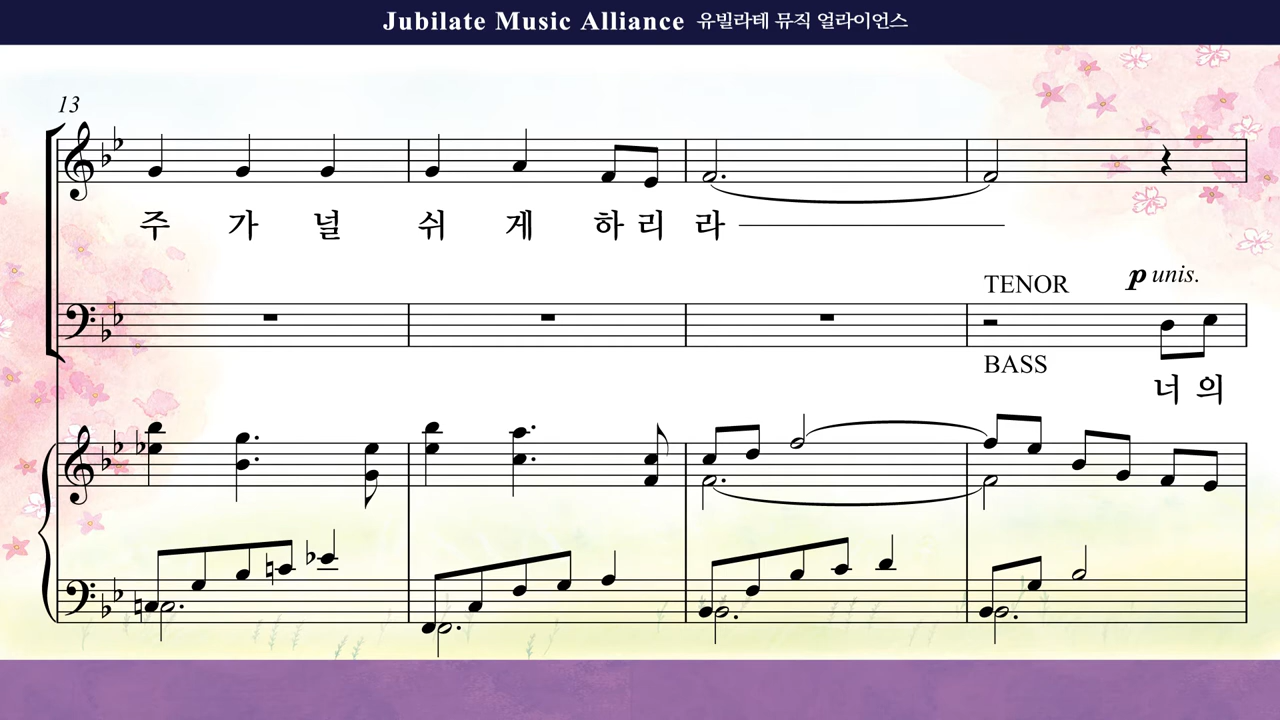 Jubilate Music Alliance 유빌라테 뮤직 얼라이언스
13
주 가 널 쉬 게 하 리 라
TENOR p unis.
BASS
너 의